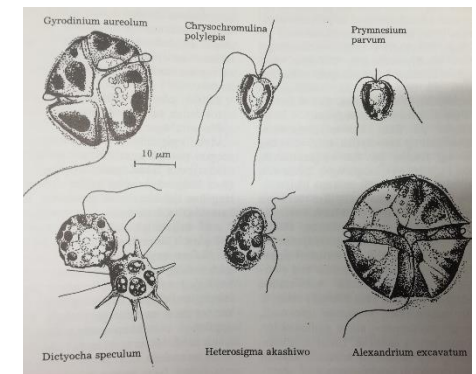 Gyrodinium aureolum
Chrysochromulina
polylepis
Prymnesium
parvum
10 μm
Dictyocha speculum
Heterosigma akashiwo
Alexandrium excavatum